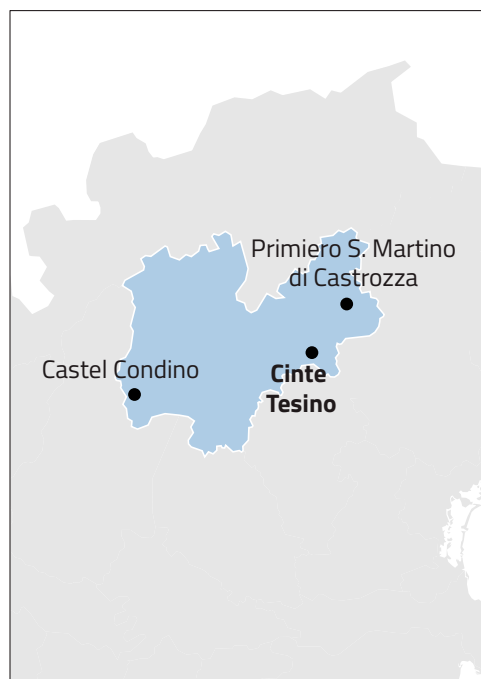 Primiero S. Martino
di Castrozza
Castel Condino
Cinte
Tesino